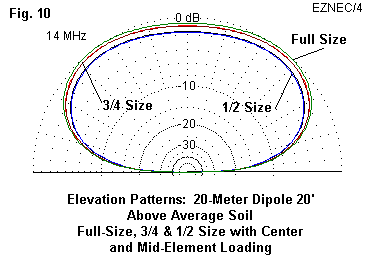 Fig. 10
0 dB
EZNEC/4
14 MHz
Full Size
-10
3/4 Size
1/2 Size
-20
-30
Elevation Patterns:  20-Meter Dipole 20'
Above Average Soil
Full-Size, 3/4 & 1/2 Size with Center
and Mid-Element Loading